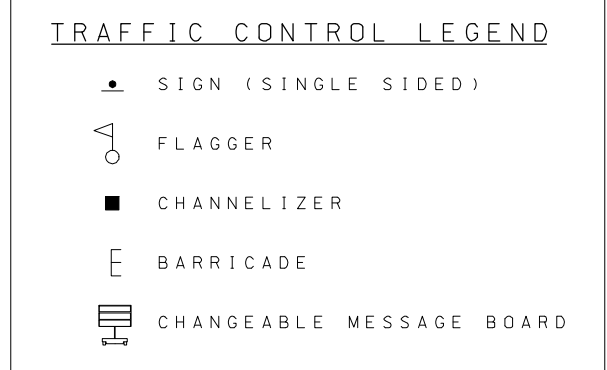 TRAFFIC CONTROL LEGEND
SIGN (SINGLE SIDED)
FLAGGER
CHANNELIZER
BARRICADE
CHANGEABLE MESSAGE BOARD